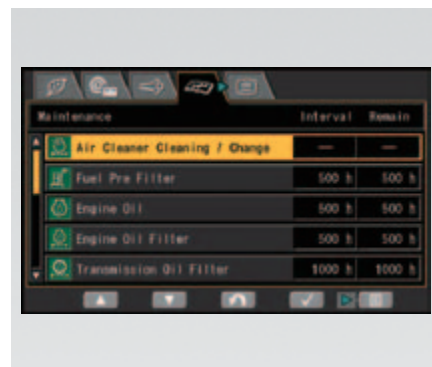 Maintenance Interval Remain
Air Cleaner Cleaning / Change — —
Fuel Pre Filter 500 h 500 h
Engine Oil 500 h 500 h
Engine Oil Filter 500 h 500 h
Transmission Oil Filter 1000 h 1000 h